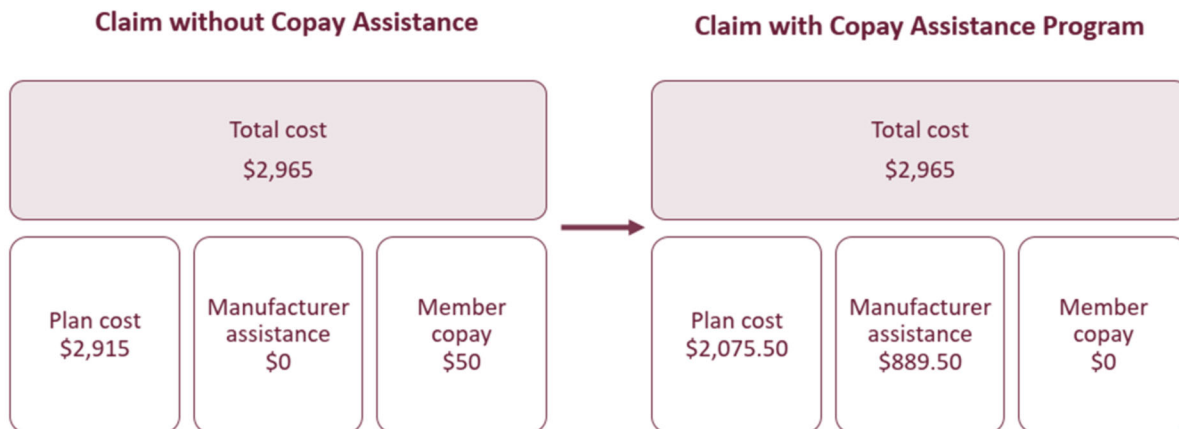 Claim without Copay Assistance
Total cost
$2,965
Plan cost
$2,915
Manufacturer
assistance
$0
Member
copay
$50
Claim with Copay Assistance Program
Total cost
$2,965
Plan cost
$2,075.50
Manufacturer
assistance
$889.50
Member
copay
$0